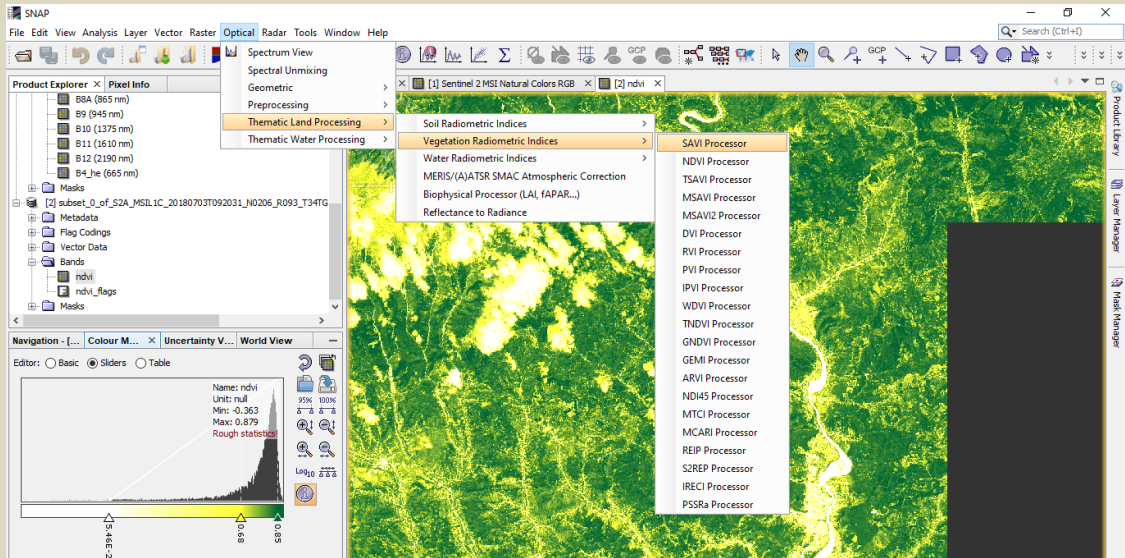 SNAP
File Edit View Analysis Layer Vector Raster Optical Radar Tools Window Help
Search (Ctrl+I)
GCP
GCP
Product Explorer × Pixel Info
[1] Sentinel 2 MSI Natural Colors RGB
[2] ndvi
B8A (865 nm)
B9 (945 nm)
B10 (1375 nm)
B11 (1610 nm)
B12 (2190 nm)
B4_he (665 nm)
Masks
[2] subset_0_of_S2A_MSIL1C_20180703T092031_N0206_R093_T34TG
Metadata
Flag Codings
Vector Data
Bands
ndvi
ndvi_flags
Masks
Spectrum View
Spectral Unmixing
Geometric
Preprocessing
Thematic Land Processing
Thematic Water Processing
Soil Radiometric Indices
Vegetation Radiometric Indices
Water Radiometric Indices
MERIS/(A)ATSR SMAC Atmospheric Correction
Biophysical Processor (LAI, fAPAR...)
Reflectance to Radiance
SAVI Processor
NDVI Processor
TSAVI Processor
MSAVI Processor
MSAVI2 Processor
DVI Processor
RVI Processor
PVI Processor
IPVI Processor
WDVI Processor
TNDVI Processor
GNDVI Processor
GEMI Processor
ARVI Processor
NDI45 Processor
MTCI Processor
MCARI Processor
REIP Processor
S2REP Processor
IRECI Processor
PSSRa Processor
Product Library
Layer Manager
Mask Manager
Navigation - [... Colour M... × Uncertainty V... World View
Editor: Basic Sliders Table
Name: ndvi
Unit: null
Min: -0.363
Max: 0.879
Rough statistics!
95% 100%
Log10
5.46E-2
0.68
0.85